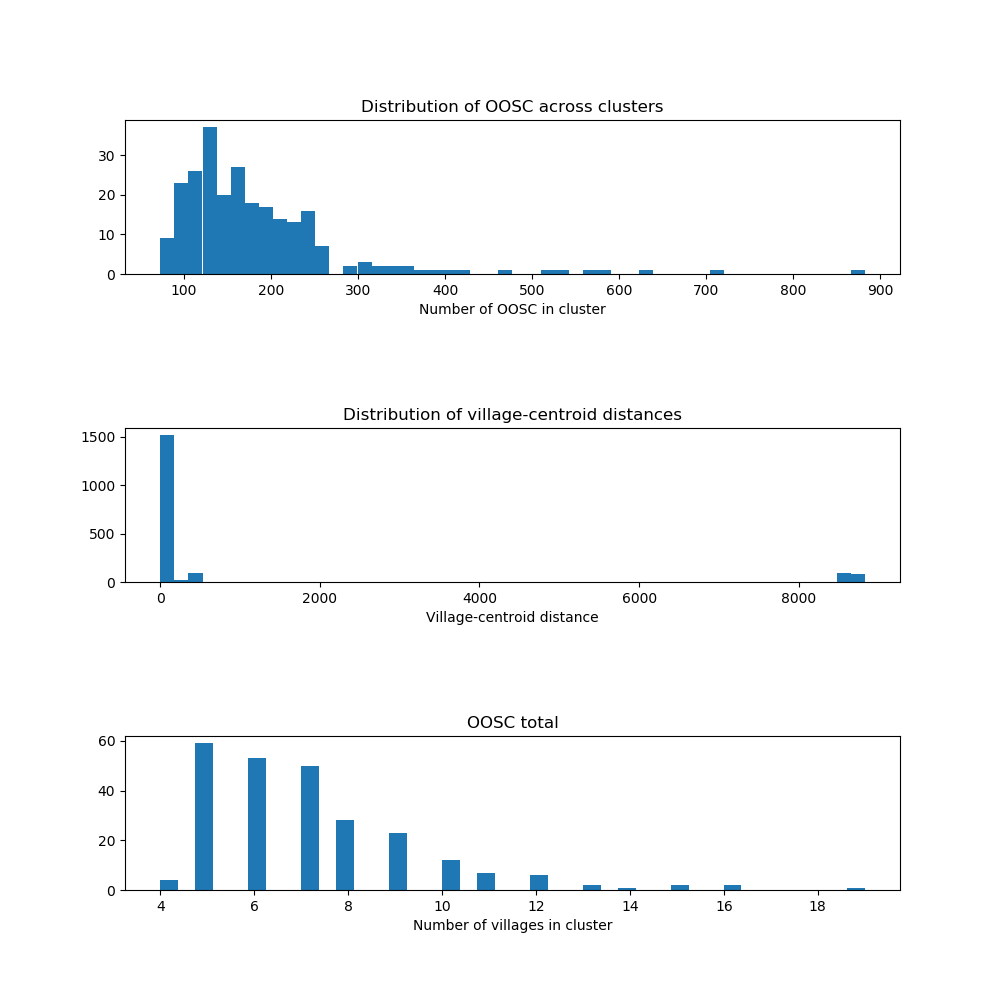 Distribution of OOSC across clusters
30
20
10
0
100 200 300 400 500 600 700 800 900
Number of OOSC in cluster
Distribution of village-centroid distances
1500
1000
500
0
0 2000 4000 6000 8000
Village-centroid distance
OOSC total
60
40
20
0
4 6 8 10 12 14 16 18
Number of villages in cluster